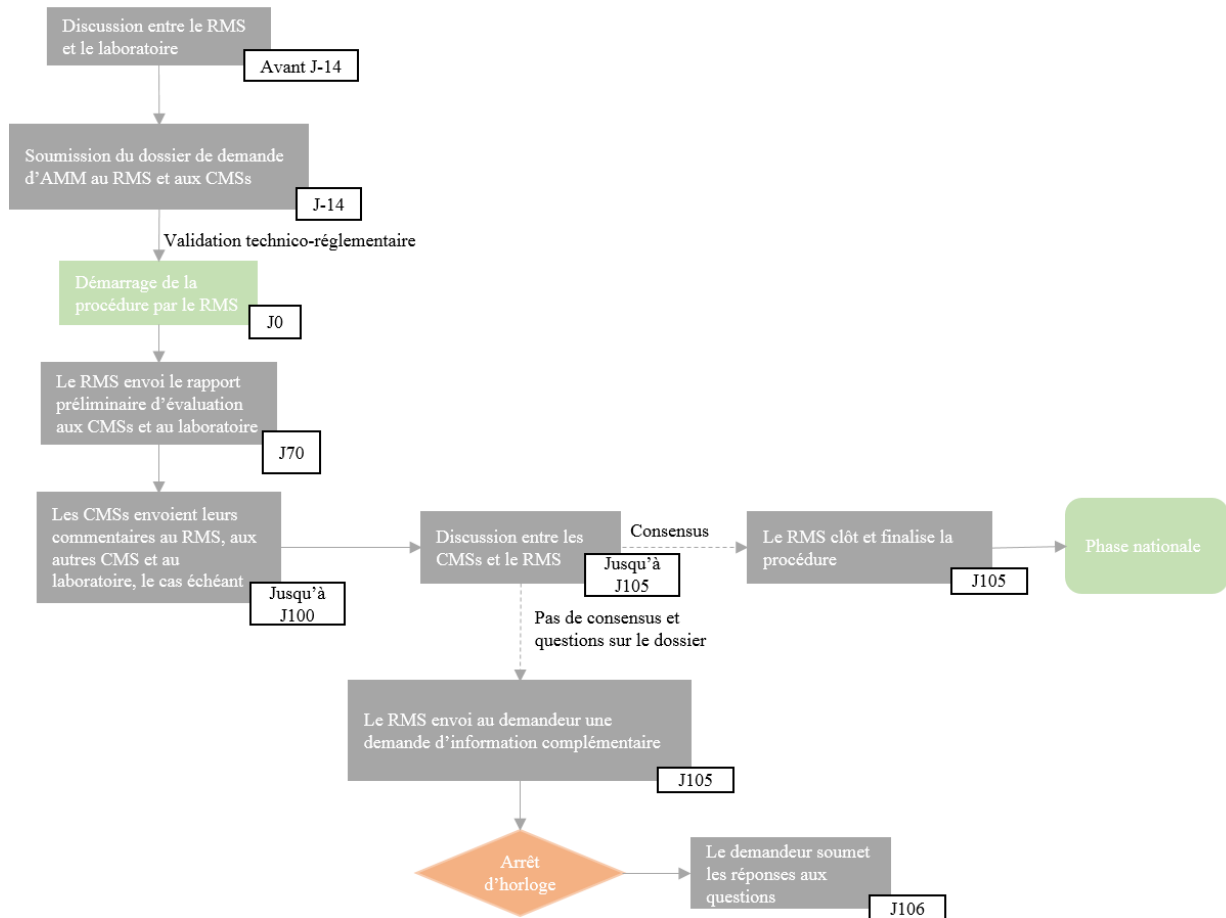 Discussion entre le RMS
et le laboratoire
Avant J-14
Soumission du dossier de demande
d’AMM au RMS et aux CMSs
J-14
Validation technico-réglementaire
Démarrage de la
procédure par le RMS
J0
Le RMS envoi le rapport
préliminaire d’évaluation
aux CMSs et au laboratoire
J70
Les CMSs envoient leurs
commentaires au RMS, aux
autres CMS et au
laboratoire, le cas échéant
Jusqu’à
J100
Discussion entre les
CMSs et le RMS
Jusqu’à
J105
Consensus
Le RMS clôt et finalise la
procédure
J105
Phase nationale
Pas de consensus et
questions sur le dossier
Le RMS envoi au demandeur une
demande d’information complémentaire
J105
Arrêt
d’horloge
Le demandeur soumet
les réponses aux
questions
J106